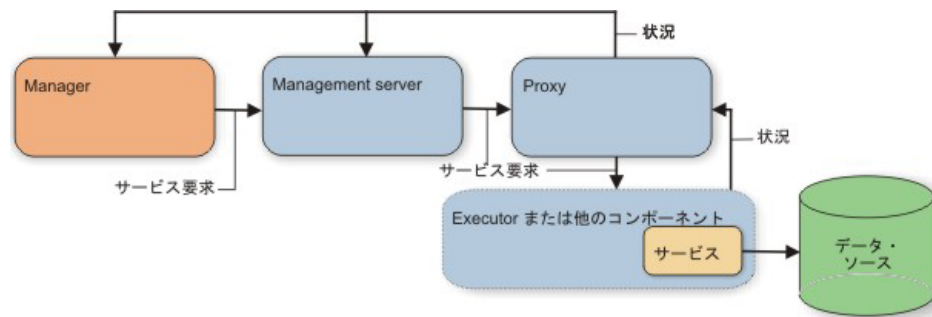 状況
Manager
Management server
Proxy
状況
サービス要求
サービス要求
Executor または他のコンポーネント
サービス
データ・
ソース